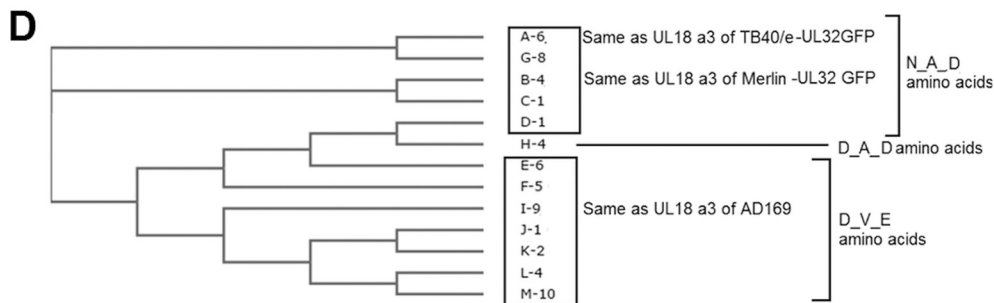 D
A-6 Same as UL18 a3 of TB40/e-UL32GFP
G-8
B-4 Same as UL18 a3 of Merlin -UL32 GFP
C-1
D-1
N_A_D
amino acids
H-4 D_A_D amino acids
E-6
F-5
I-9 Same as UL18 a3 of AD169
J-1
K-2
L-4
M-10
D_V_E
amino acids